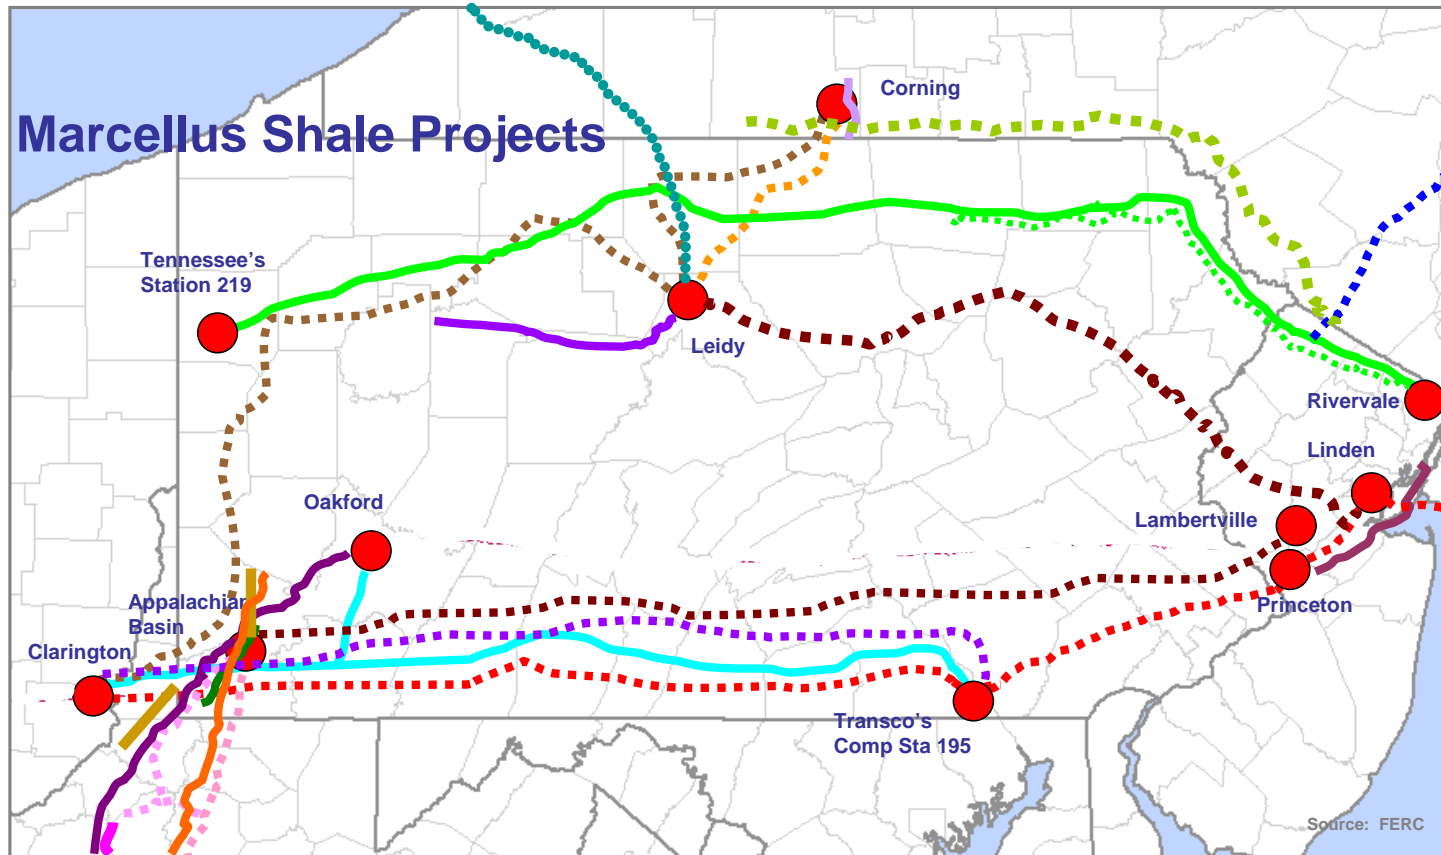 Corning
Marcellus Shale Projects
Tennessee’s
Station 219
Leidy
Rivervale
Linden
Oakford
Lambertville
Appalachian
Basin
Princeton
Clarington
Transco’s
Comp Sta 195
Source: FERC